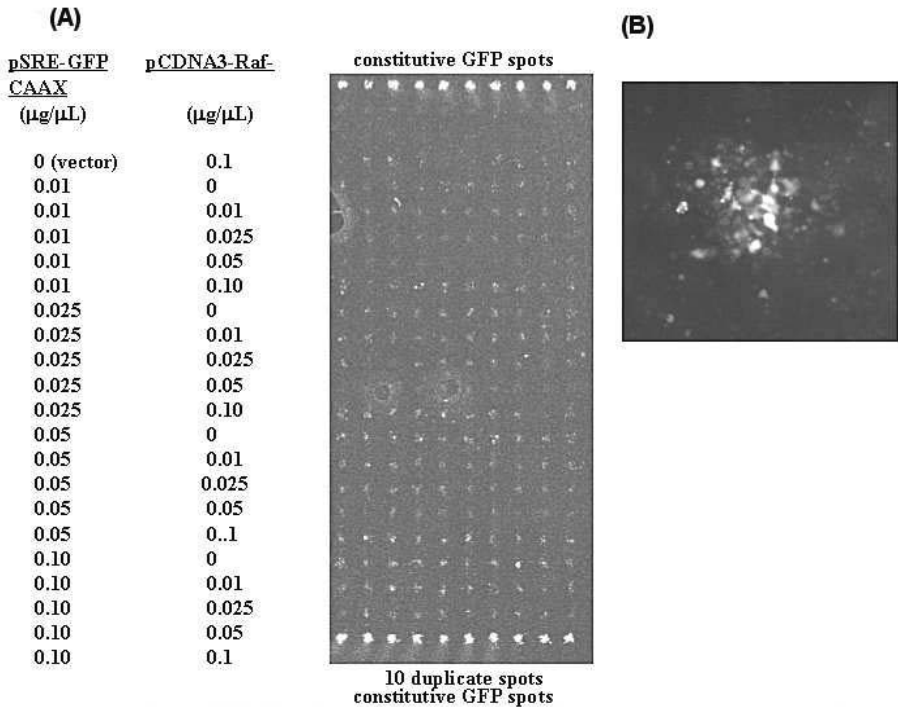 (A)
(B)
pSRE-GFP pCDNA3-Raf-
CAAX
(μg/μL) (μg/μL)
constitutive GFP spots
0 (vector) 0.1
0.01 0
0.01 0.01
0.01 0.025
0.01 0.05
0.01 0.10
0.025 0
0.025 0.01
0.025 0.025
0.025 0.05
0.025 0.10
0.05 0
0.05 0.01
0.05 0.025
0.05 0.05
0.05 0..1
0.10 0
0.10 0.01
0.10 0.025
0.10 0.05
0.10 0.1
10 duplicate spots
constitutive GFP spots